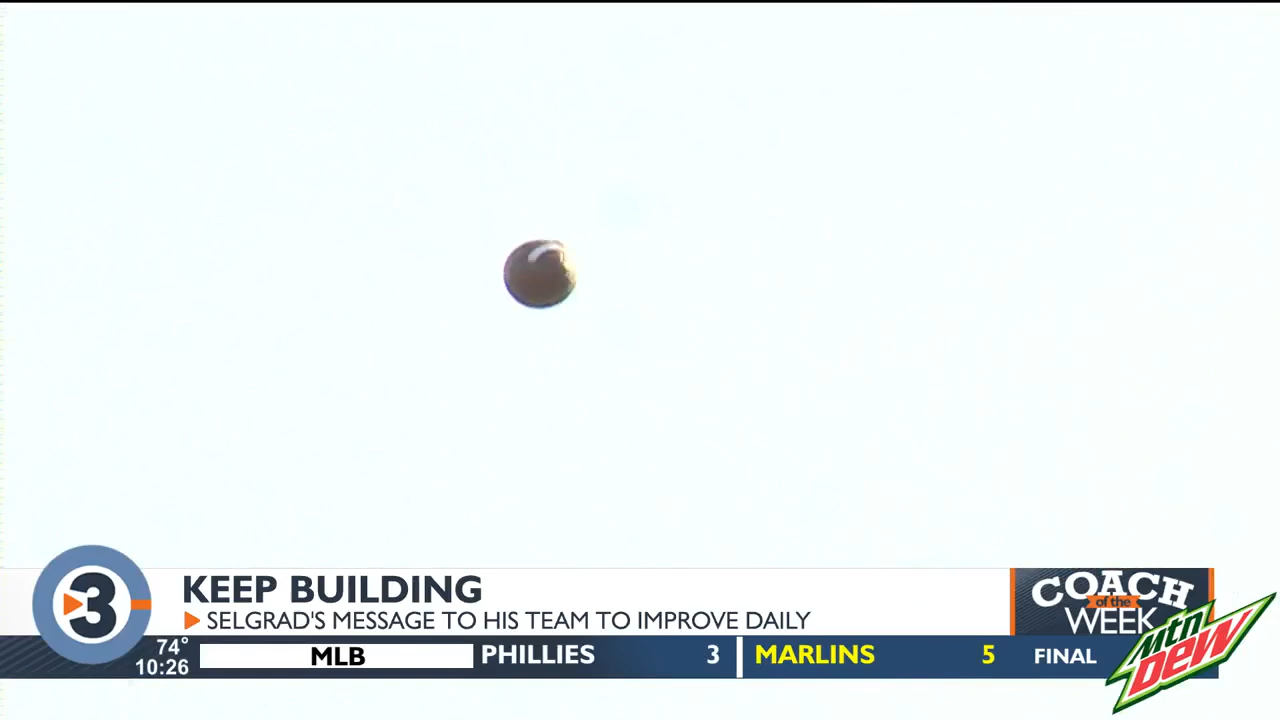 3
KEEP BUILDING
SELGRAD'S MESSAGE TO HIS TEAM TO IMPROVE DAILY
COACH
of the
WEEK
Mtn
DEW
74°
10:26
MLB PHILLIES 3 MARLINS 5 FINAL